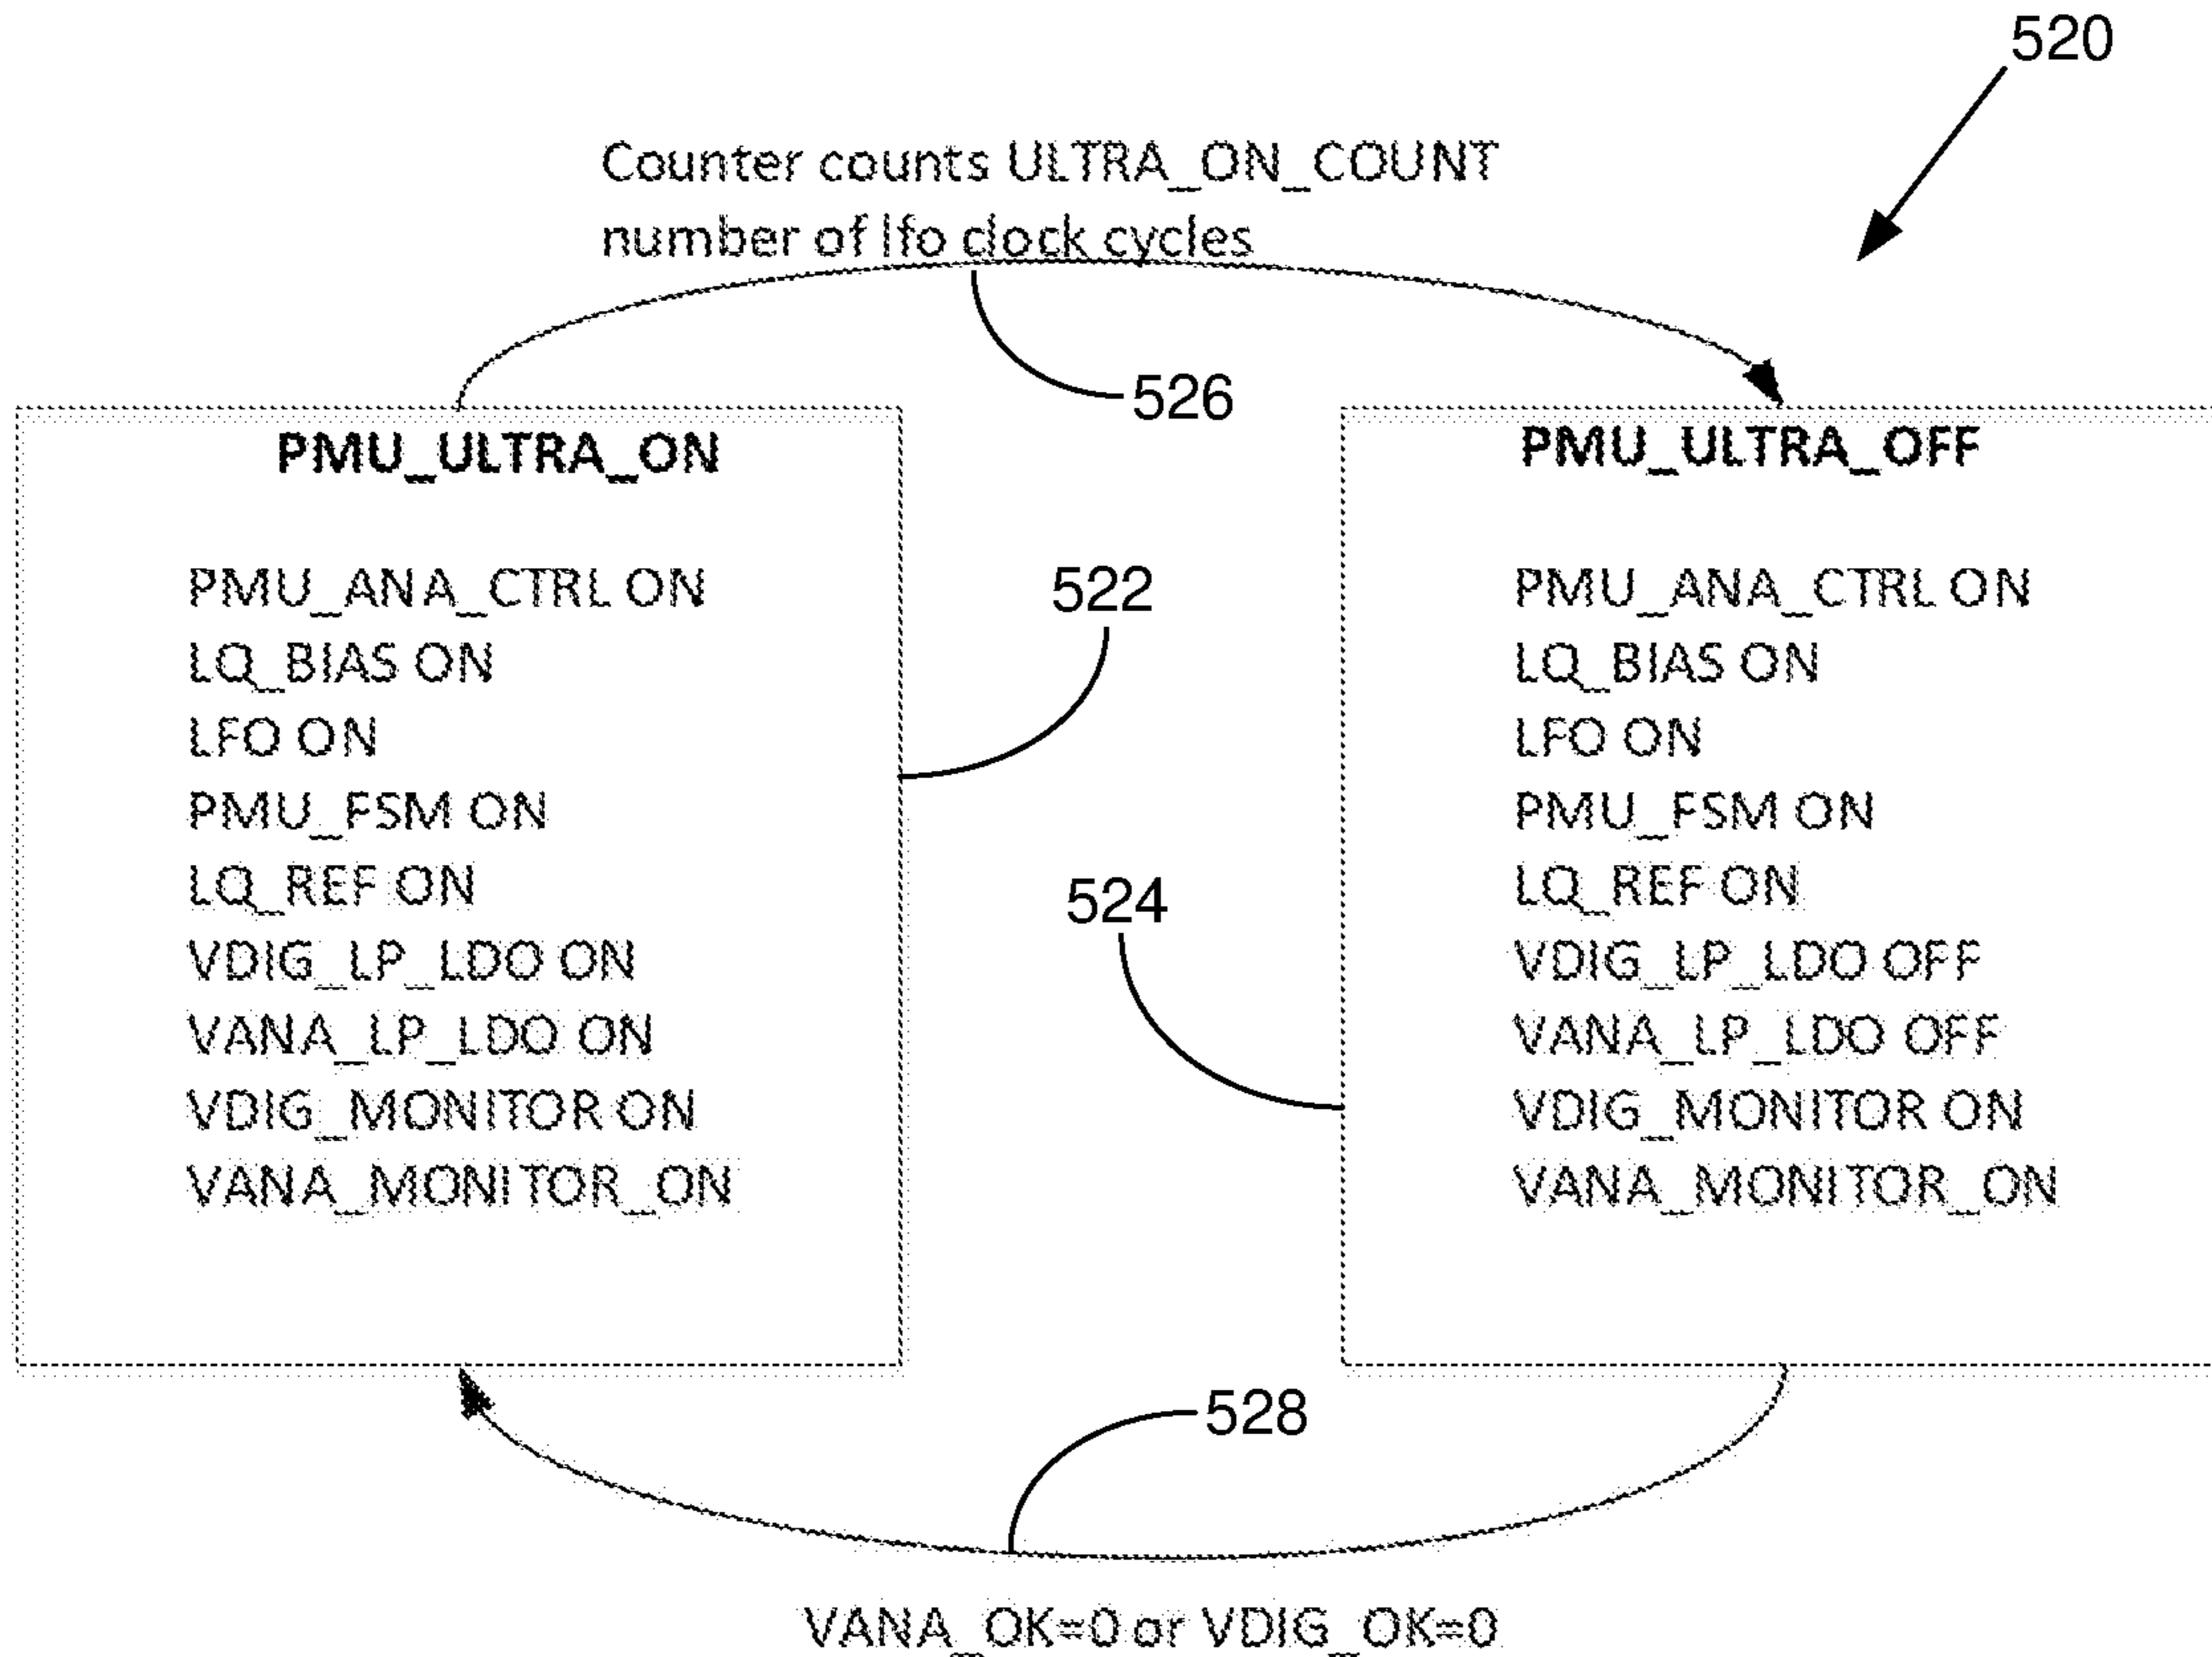 520
Counter counts ULTRA_ON_COUNT
number of lfo clock cycles
526
PMU_ULTRA_ON
PMU_ANA_CTRL ON
LQ_BIAS ON
LFO ON
PMU_FSM ON
LQ_REF ON
VDIG_LP_LDO ON
VANA_LP_LDO ON
VDIG_MONITOR ON
VANA_MONITOR_ON
522
524
PMU_ULTRA_OFF
PMU_ANA_CTRL ON
LQ_BIAS ON
LFO ON
PMU_FSM ON
LQ_REF ON
VDIG_LP_LDO OFF
VANA_LP_LDO OFF
VDIG_MONITOR ON
VANA_MONITOR_ON
528
VANA_OK=0 or VDIG_OK=0